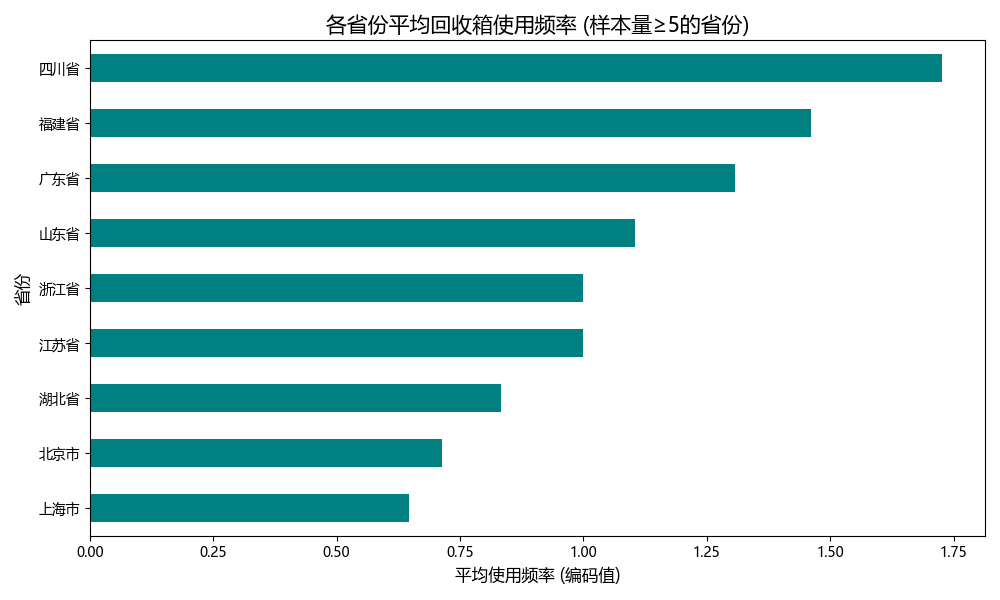 各省份平均回收箱使用频率 (样本量≥5的省份)
四川省
福建省
广东省
山东省
浙江省
江苏省
湖北省
北京市
上海市
省份
0.00 0.25 0.50 0.75 1.00 1.25 1.50 1.75
平均使用频率 (编码值)